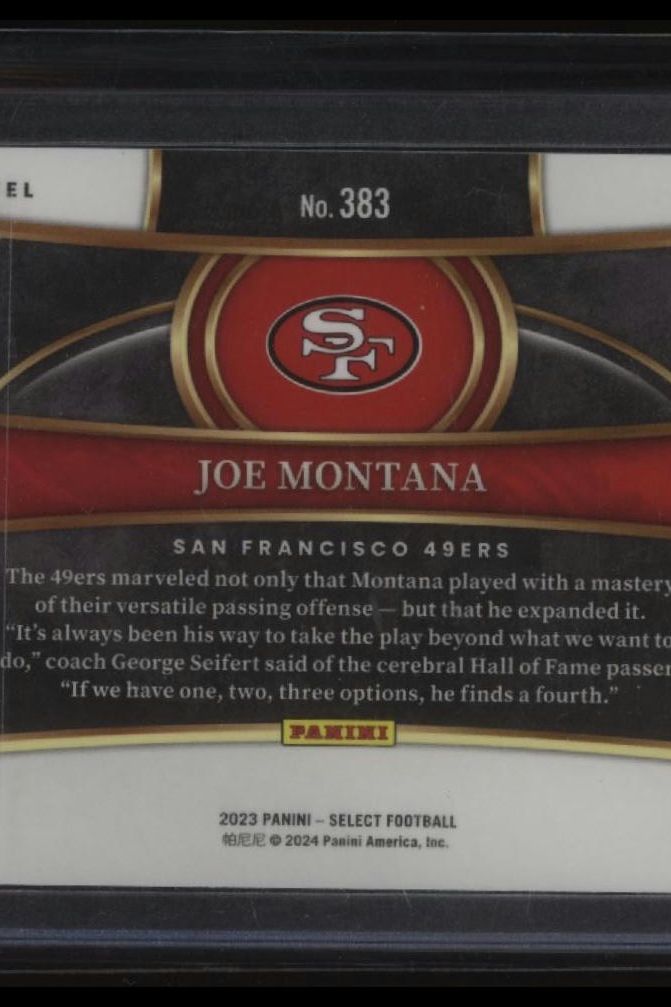 EL
No. 383
SF
JOE MONTANA
SAN FRANCISCO 49ERS
The 49ers marveled not only that Montana played with a mastery
of their versatile passing offense — but that he expanded it.
“It’s always been his way to take the play beyond what we want to
do,” coach George Seifert said of the cerebral Hall of Fame passer.
“If we have one, two, three options, he finds a fourth.”
PANINI
2023 PANINI – SELECT FOOTBALL
帕尼尼 © 2024 Panini America, Inc.